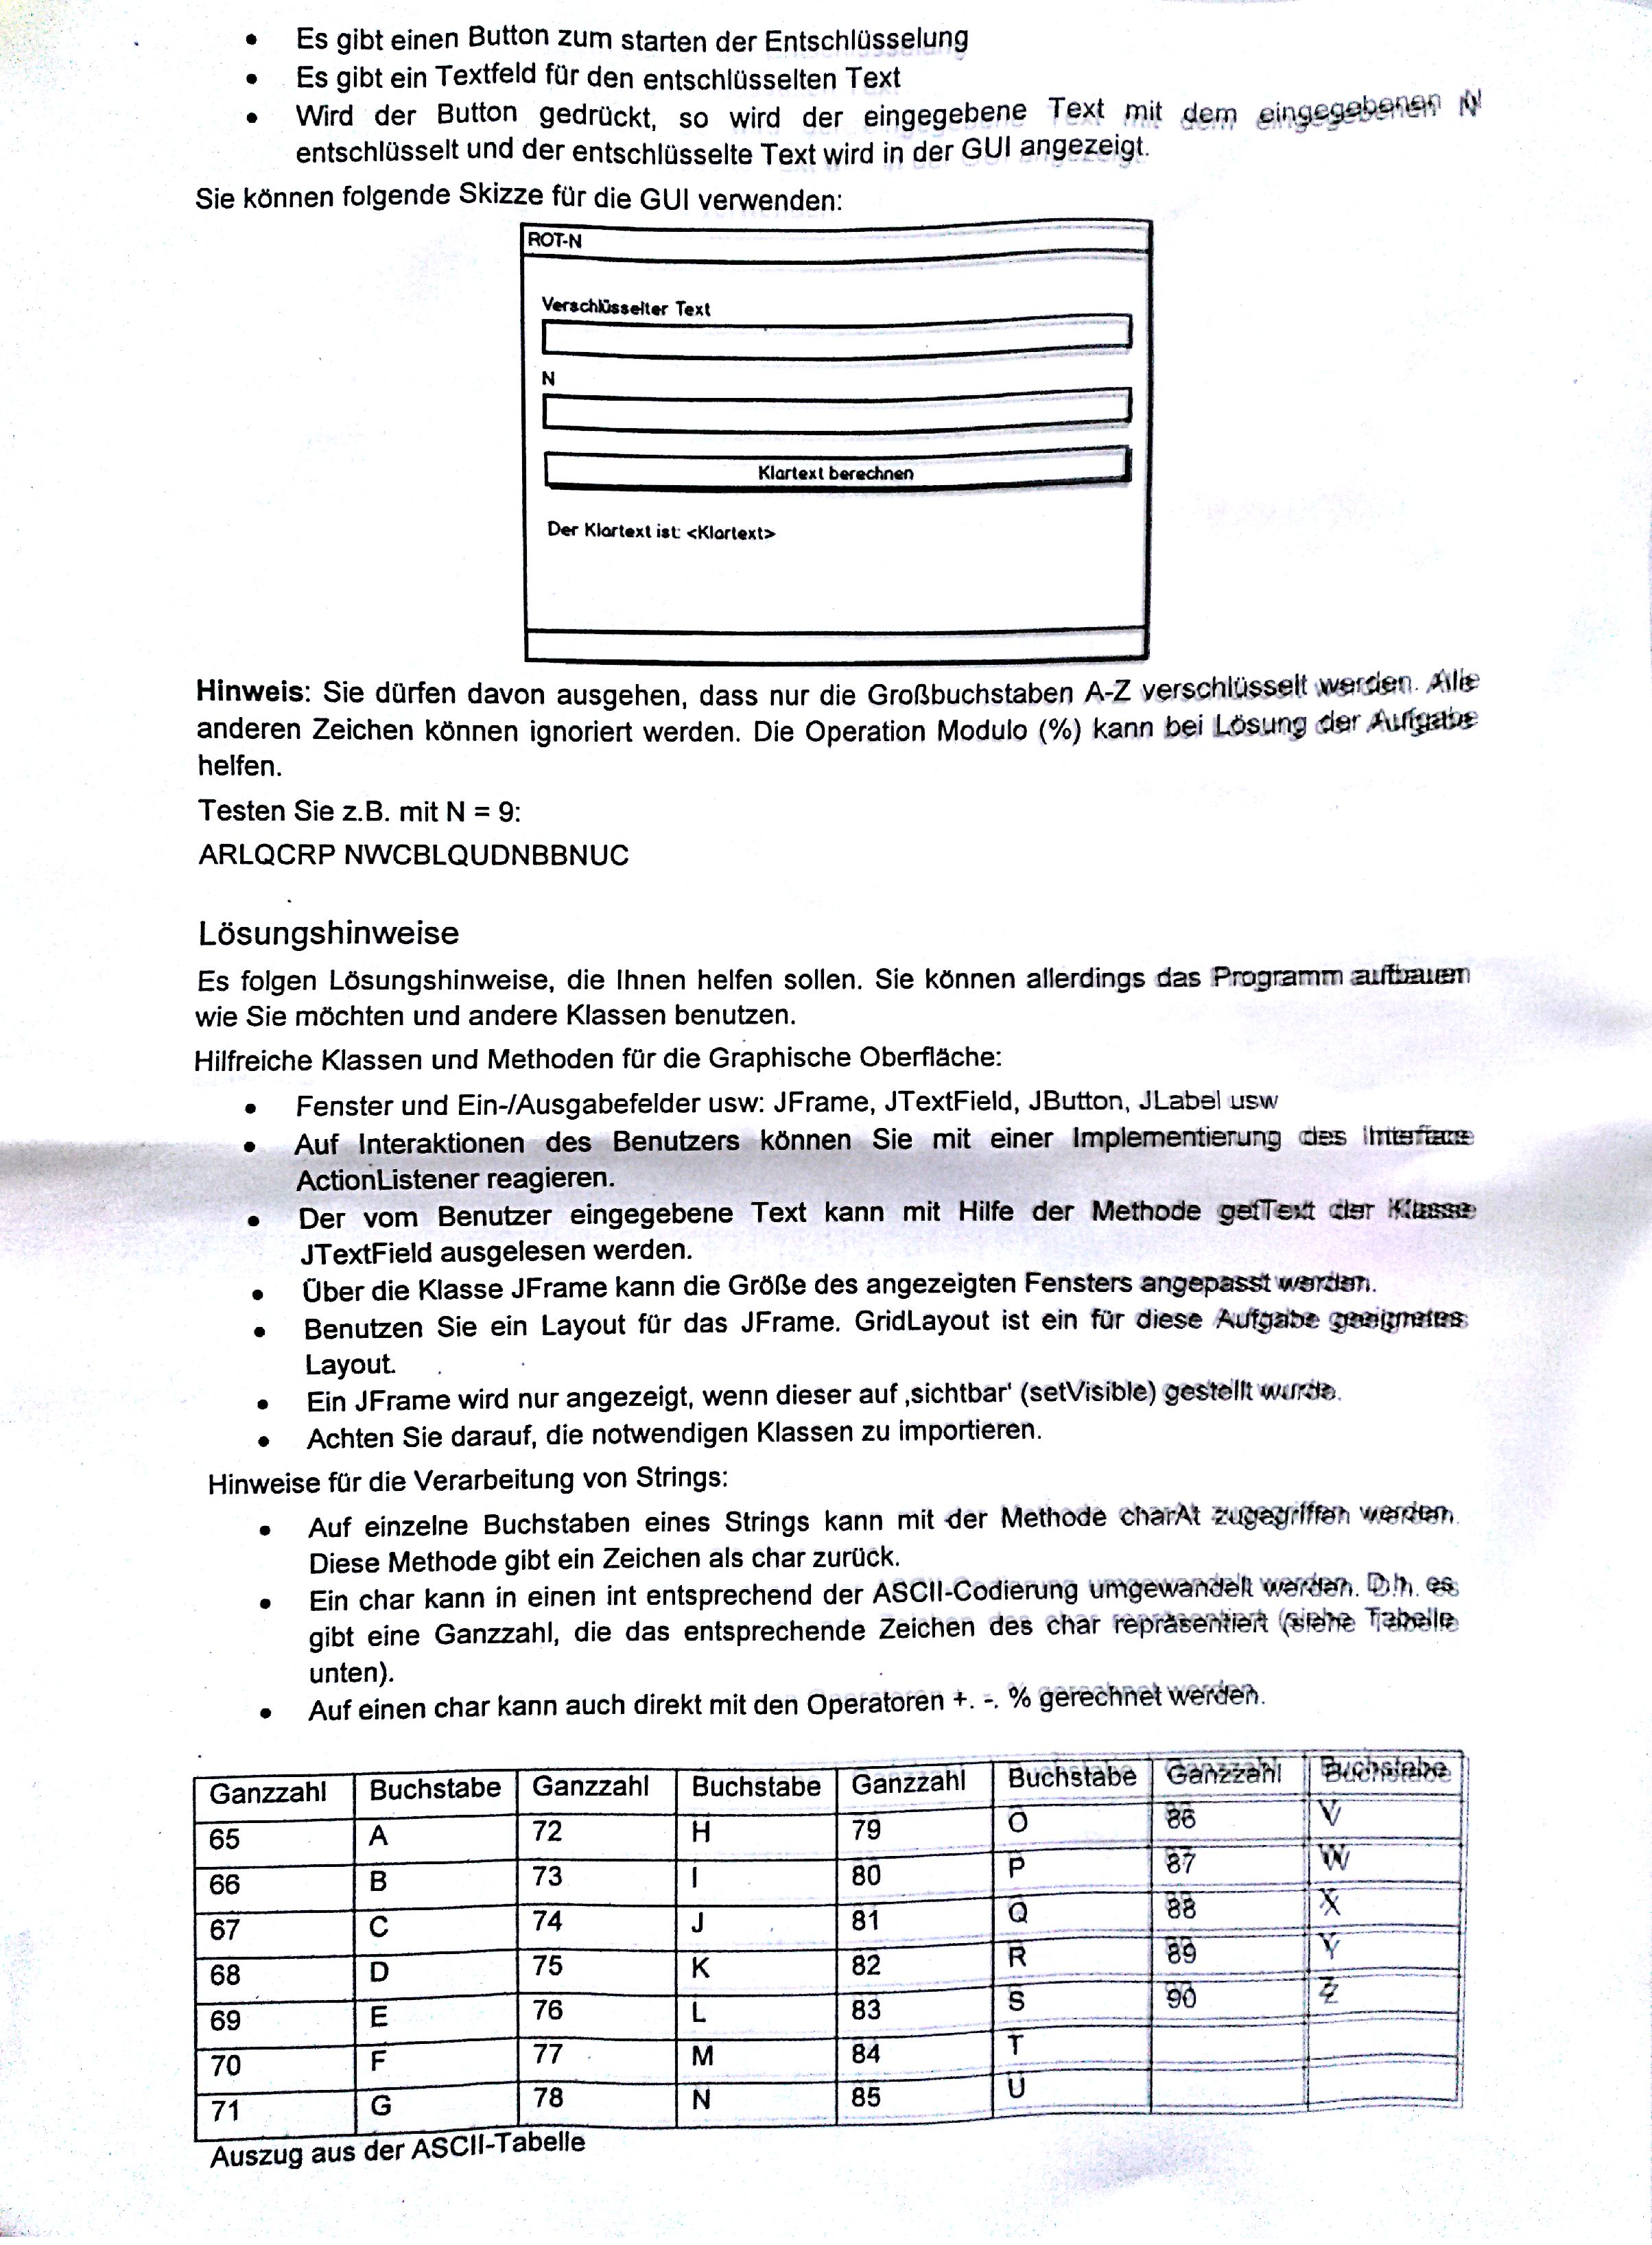 • Es gibt einen Button zum starten der Entschlüsselung
• Es gibt ein Textfeld für den entschlüsselten Text
• Wird der Button gedrückt, so wird der eingegebene Text mit dem eingegebenen N
entschlüsselt und der entschlüsselte Text wird in der GUI angezeigt.
Sie können folgende Skizze für die GUI verwenden:
ROT-N
Verschlüsselter Text
N
Klartext berechnen
Der Klartext ist: <Klartext>
Hinweis: Sie dürfen davon ausgehen, dass nur die Großbuchstaben A-Z verschlüsselt werden. Alle
anderen Zeichen können ignoriert werden. Die Operation Modulo (%) kann bei Lösung der Aufgabe
helfen.
Testen Sie z.B. mit N = 9:
ARLQCRP NWCBLQUDNBBNUC
Lösungshinweise
Es folgen Lösungshinweise, die Ihnen helfen sollen. Sie können allerdings das Programm aufbauen
wie Sie möchten und andere Klassen benutzen.
Hilfreiche Klassen und Methoden für die Graphische Oberfläche:
• Fenster und Ein-/Ausgabefelder usw: JFrame, JTextField, JButton, JLabel usw
• Auf Interaktionen des Benutzers können Sie mit einer Implementierung des Interface
ActionListener reagieren.
• Der vom Benutzer eingegebene Text kann mit Hilfe der Methode getText der Klasse
JTextField ausgelesen werden.
• Über die Klasse JFrame kann die Größe des angezeigten Fensters angepasst werden.
• Benutzen Sie ein Layout für das JFrame. GridLayout ist ein für diese Aufgabe geeignetes
Layout.
• Ein JFrame wird nur angezeigt, wenn dieser auf ‚sichtbar' (setVisible) gestellt wurde.
• Achten Sie darauf, die notwendigen Klassen zu importieren.
Hinweise für die Verarbeitung von Strings:
• Auf einzelne Buchstaben eines Strings kann mit der Methode charAt zugegriffen werden.
Diese Methode gibt ein Zeichen als char zurück.
• Ein char kann in einen int entsprechend der ASCII-Codierung umgewandelt werden. D.h. es
gibt eine Ganzzahl, die das entsprechende Zeichen des char repräsentiert (siehe Tabelle
unten).
• Auf einen char kann auch direkt mit den Operatoren +. -. % gerechnet werden.
Ganzzahl Buchstabe Ganzzahl Buchstabe Ganzzahl Buchstabe Ganzzahl Buchstabe
65 A 72 H 79 O 86 V
66 B 73 I 80 P 87 W
67 C 74 J 81 Q 88 X
68 D 75 K 82 R 89 Y
69 E 76 L 83 S 90 Z
70 F 77 M 84 T
71 G 78 N 85 U
Auszug aus der ASCII-Tabelle